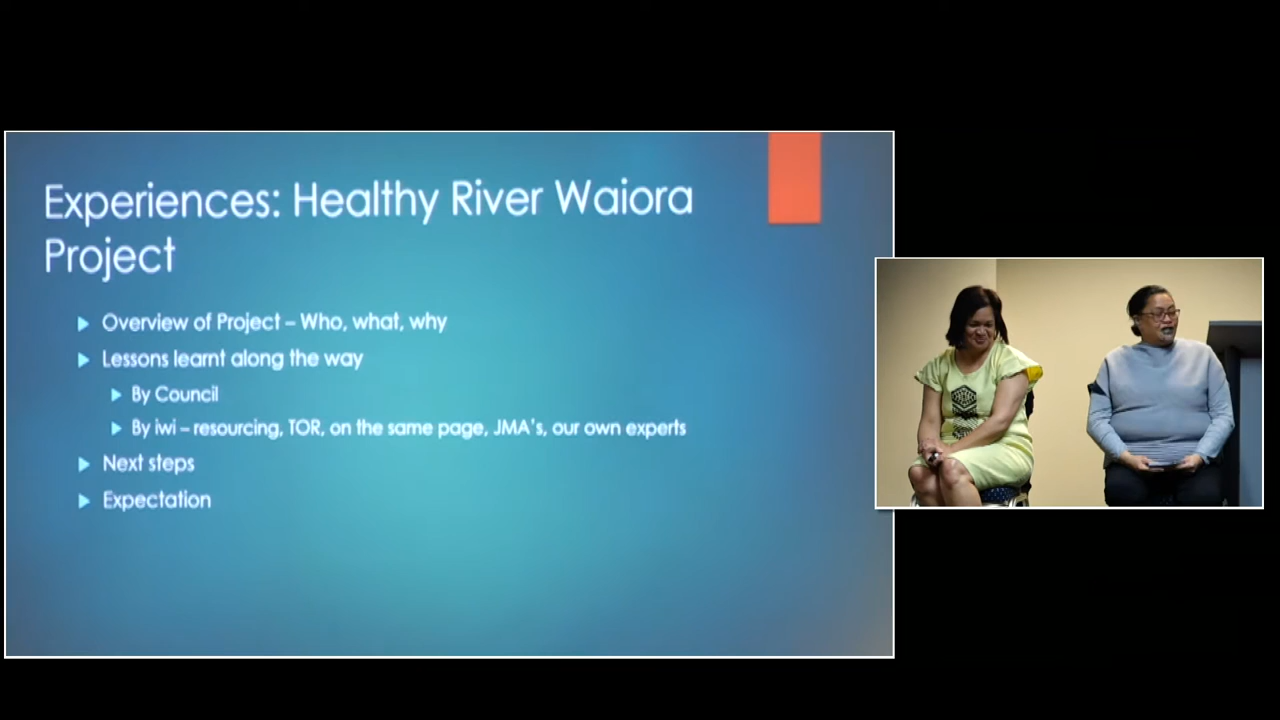 Experiences: Healthy River Waiora
Project
Overview of Project – Who, what, why
Lessons learnt along the way
By Council
By iwi – resourcing, TOR, on the same page, JMA's, our own experts
Next steps
Expectation